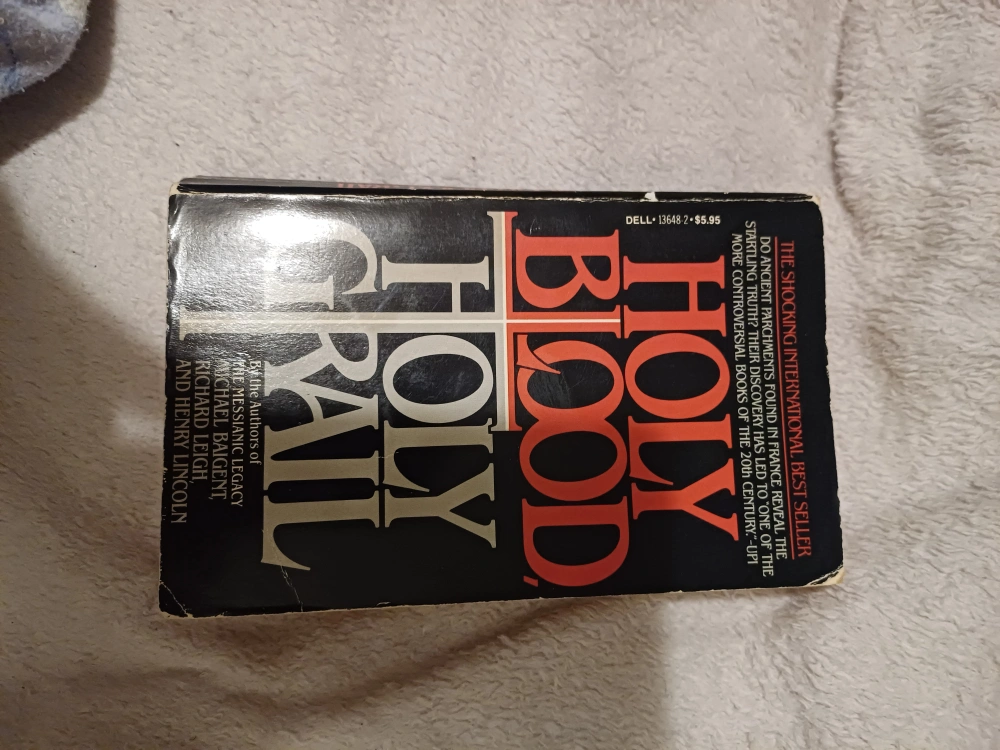 THE SHOCKING INTERNATIONAL BEST SELLER
DO ANCIENT PARCHMENTS FOUND IN FRANCE REVEAL THE
STARTLING TRUTH? THEIR DISCOVERY HAS LED TO "ONE OF THE
MORE CONTROVERSIAL BOOKS OF THE 20th CENTURY."–UPI
DELL • 13648-2 • $5.95
HOLY
BLOOD,
HOLY
GRAIL
By the Authors of
THE MESSIANIC LEGACY
MICHAEL BAIGENT,
RICHARD LEIGH,
AND HENRY LINCOLN